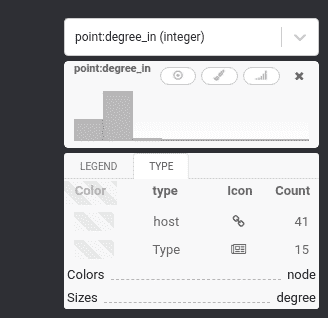 point:degree_in (integer)
point:degree_in
LEGEND TYPE
Color type Icon Count
host 41
Type 15
Colors node
Sizes degree